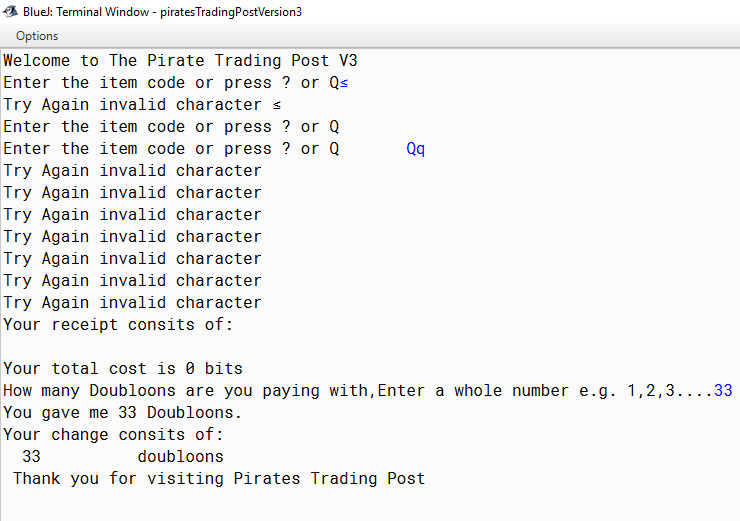 BlueJ: Terminal Window - piratesTradingPostVersion3
Options
Welcome to The Pirate Trading Post V3
Enter the item code or press ? or Q≤
Try Again invalid character ≤
Enter the item code or press ? or Q
Enter the item code or press ? or Q       Qq
Try Again invalid character
Try Again invalid character
Try Again invalid character
Try Again invalid character
Try Again invalid character
Try Again invalid character
Try Again invalid character
Your receipt consits of:
Your total cost is 0 bits
How many Doubloons are you paying with,Enter a whole number e.g. 1,2,3....33
You gave me 33 Doubloons.
Your change consits of:
  33          doubloons
 Thank you for visiting Pirates Trading Post